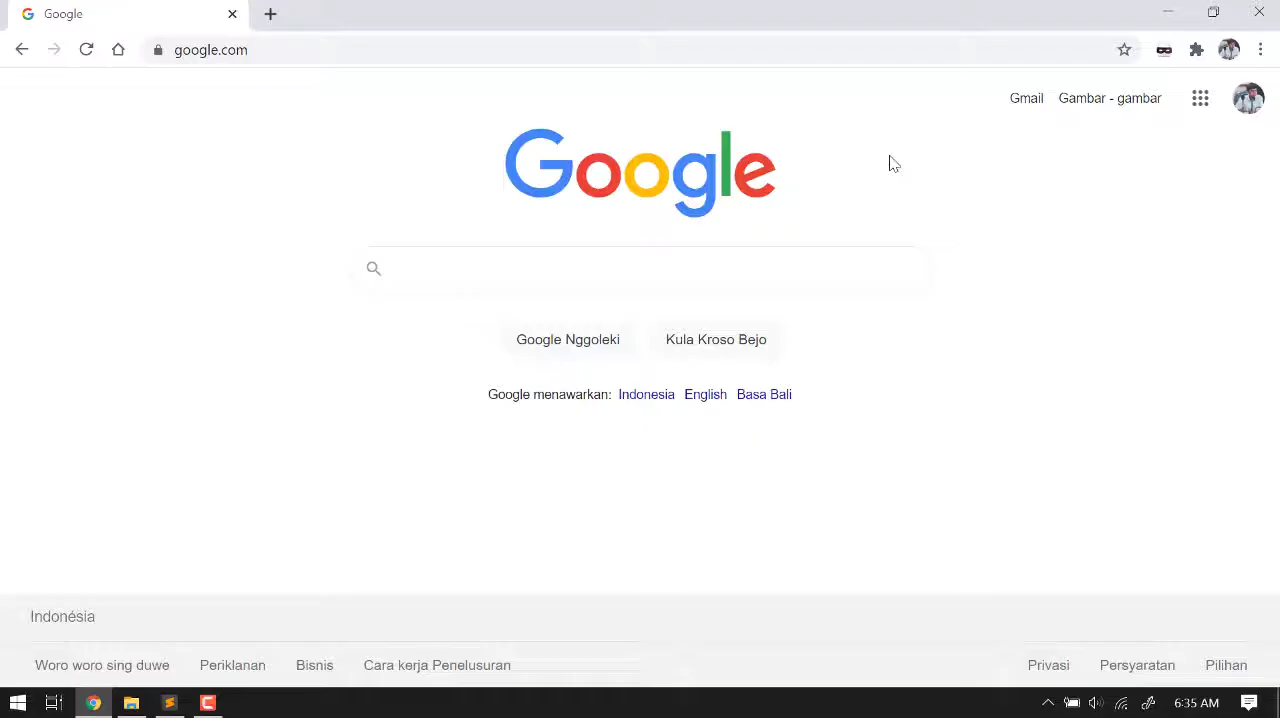 Google
google.com
Gmail Gambar - gambar
Google
Google Nggoleki Kula Kroso Bejo
Google menawarkan: Indonesia English Basa Bali
Indonésia
Woro woro sing duwe Periklanan Bisnis Cara kerja Penelusuran Privasi Persyaratan Pilihan
6:35 AM